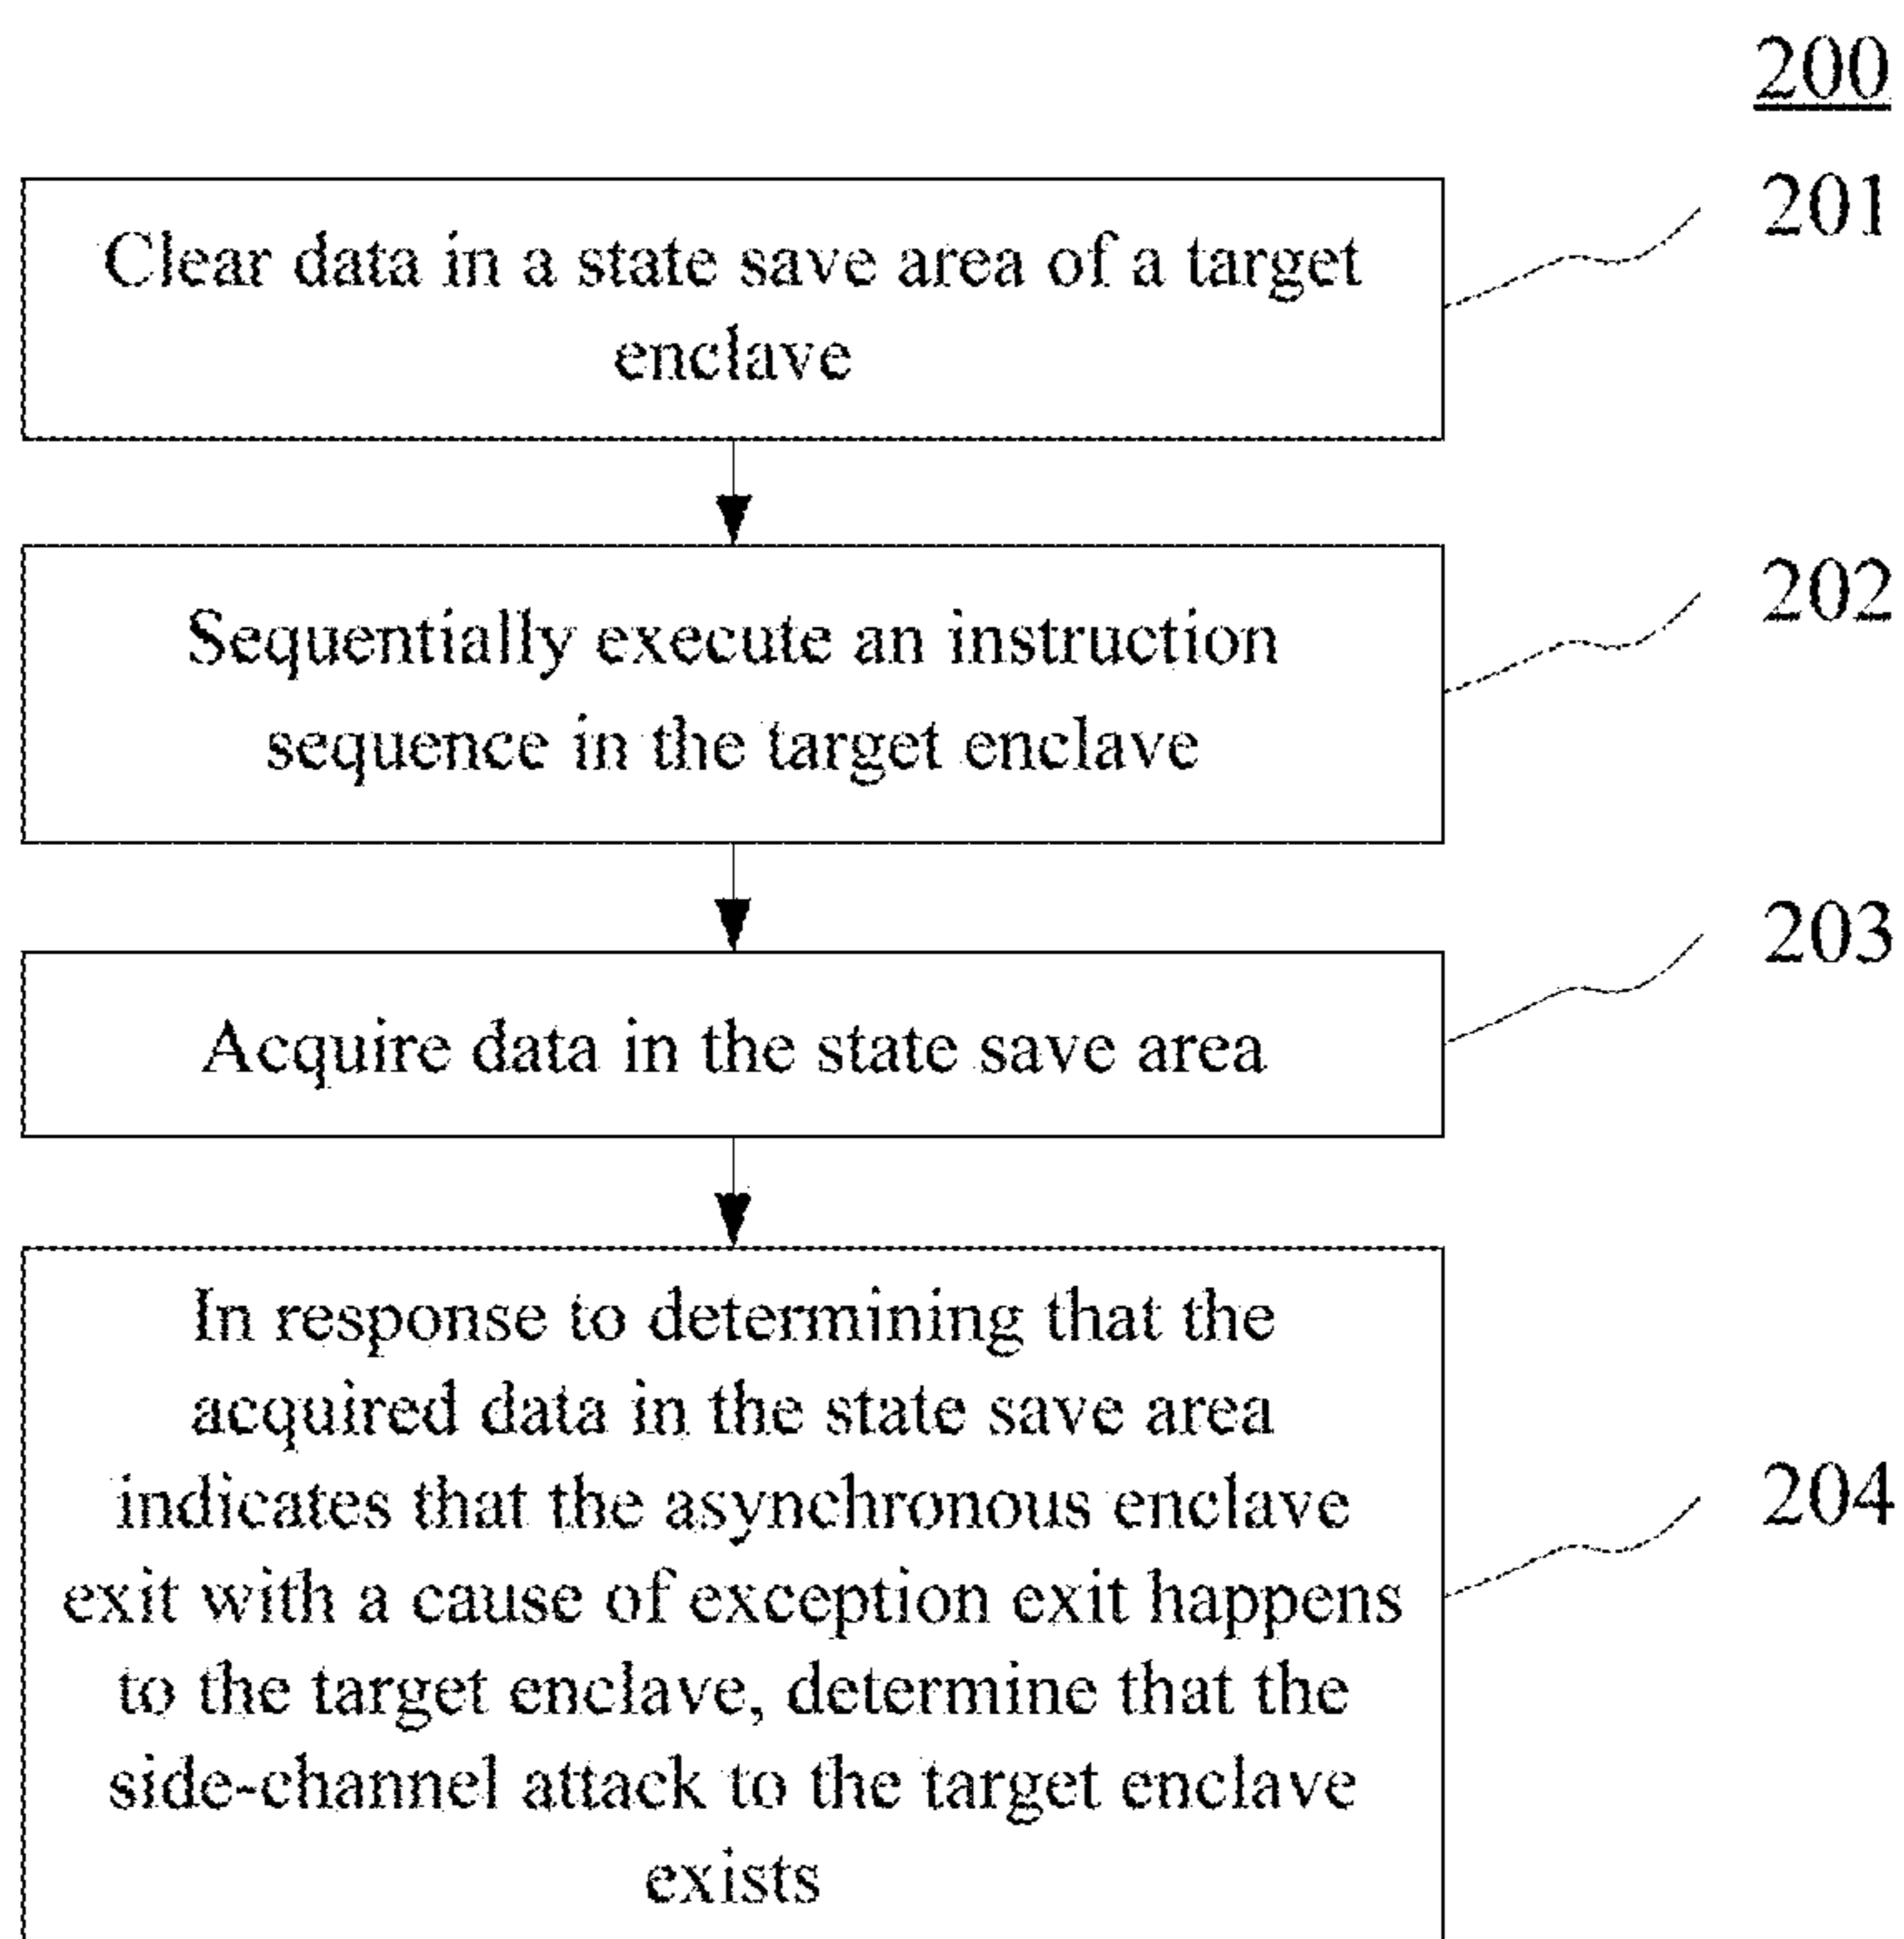 200
201
Clear data in a state save area of a target
enclave
202
Sequentially execute an instruction
sequence in the target enclave
203
Acquire data in the state save area
In response to determining that the
acquired data in the state save area
indicates that the asynchronous enclave
204
exit with a cause of exception exit happens
to the target enclave, determine that the
side-channel attack to the target enclave
exists